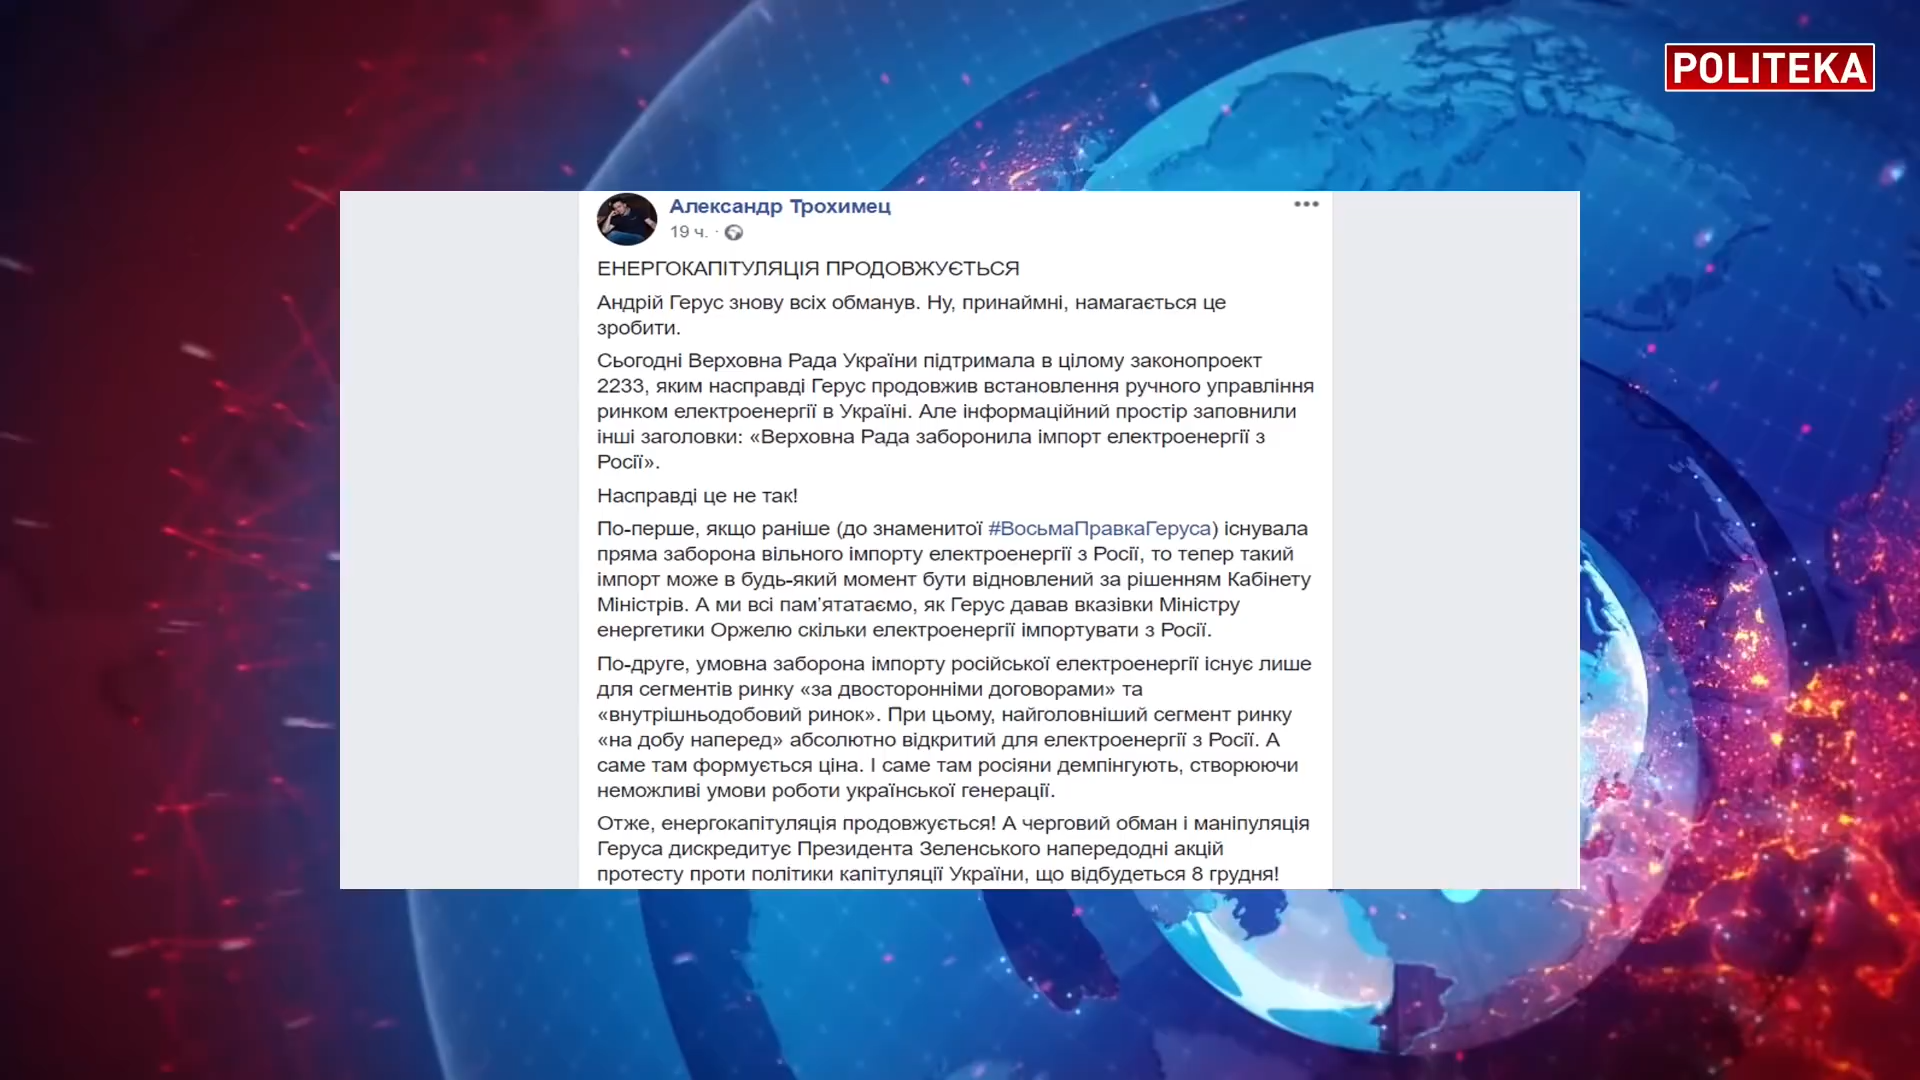 POLITEKA
Александр Трохимец
19 ч. ·
ЕНЕРГОКАПІТУЛЯЦІЯ ПРОДОВЖУЄТЬСЯ
Андрій Герус знову всіх обманув. Ну, принаймні, намагається це
зробити.
Сьогодні Верховна Рада України підтримала в цілому законопроект
2233, яким насправді Герус продовжив встановлення ручного управління
ринком електроенергії в Україні. Але інформаційний простір заповнили
інші заголовки: «Верховна Рада заборонила імпорт електроенергії з
Росії».
Насправді це не так!
По-перше, якщо раніше (до знаменитої #ВосьмаПравкаГеруса) існувала
пряма заборона вільного імпорту електроенергії з Росії, то тепер такий
імпорт може в будь-який момент бути відновлений за рішенням Кабінету
Міністрів. А ми всі пам’ятатаємо, як Герус давав вказівки Міністру
енергетики Оржелю скільки електроенергії імпортувати з Росії.
По-друге, умовна заборона імпорту російської електроенергії існує лише
для сегментів ринку «за двосторонніми договорами» та
«внутрішньодобовий ринок». При цьому, найголовніший сегмент ринку
«на добу наперед» абсолютно відкритий для електроенергії з Росії. А
саме там формується ціна. І саме там росіяни демпінгують, створюючи
неможливі умови роботи української генерації.
Отже, енергокапітуляція продовжується! А черговий обман і маніпуляція
Геруса дискредитує Президента Зеленського напередодні акцій
протесту проти політики капітуляції України, що відбудеться 8 грудня!